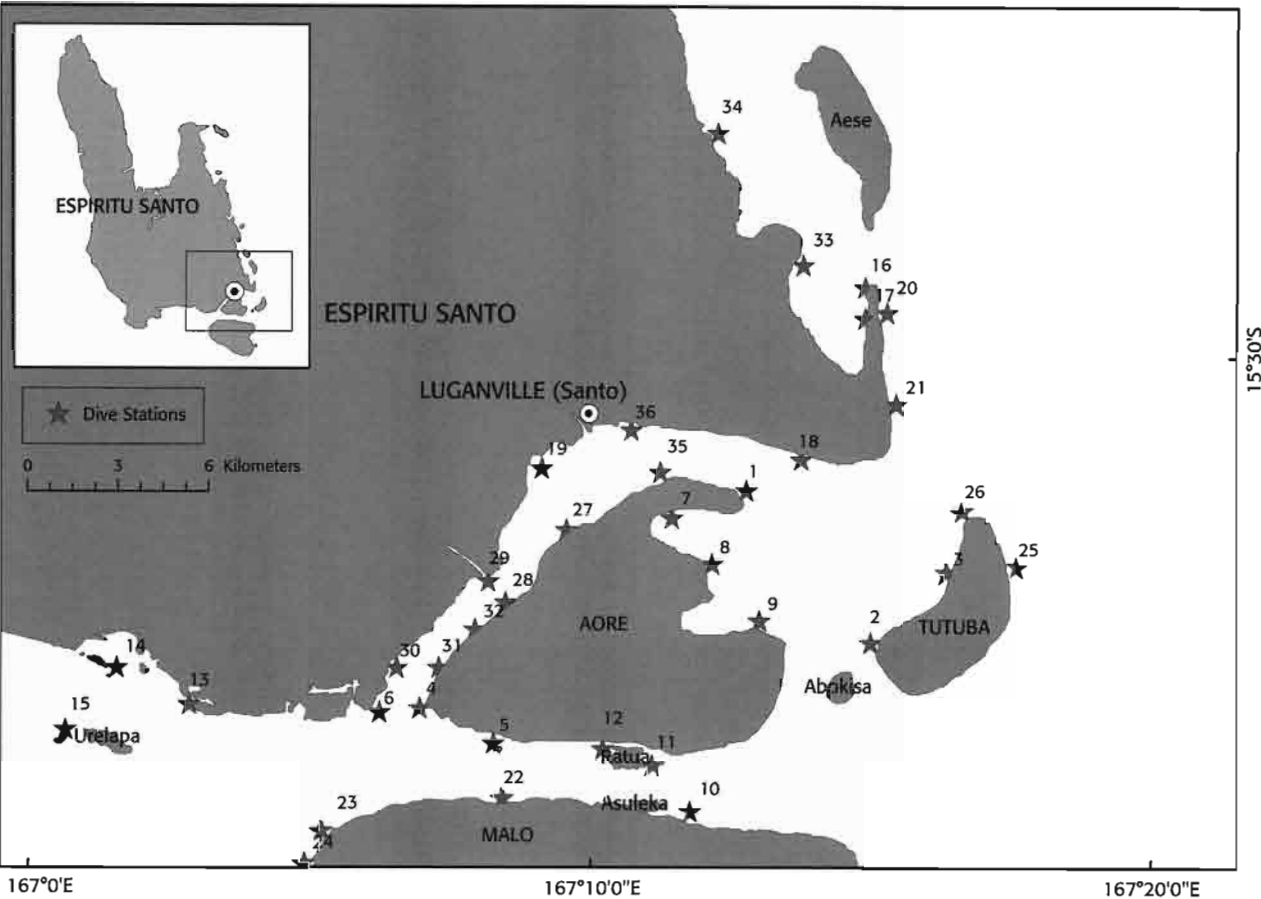 34
Aese
ESPIRITU SANTO
33
16
20
17
ESPIRITU SANTO
15°30'S
LUGANVILLE (Santo)
36
21
Dive Stations
35
18
0 3 6 Kilometers
19
1
7
26
27
8
3
25
29
28
9
2
32
AORE
TUTUBA
14
30
31
Abokisa
13
6
4
15
Urelapa
5
12
11
Ratua
22
10
23
Asuleka
24
MALO
167°0'E
167°10'0"E
167°20'0"E